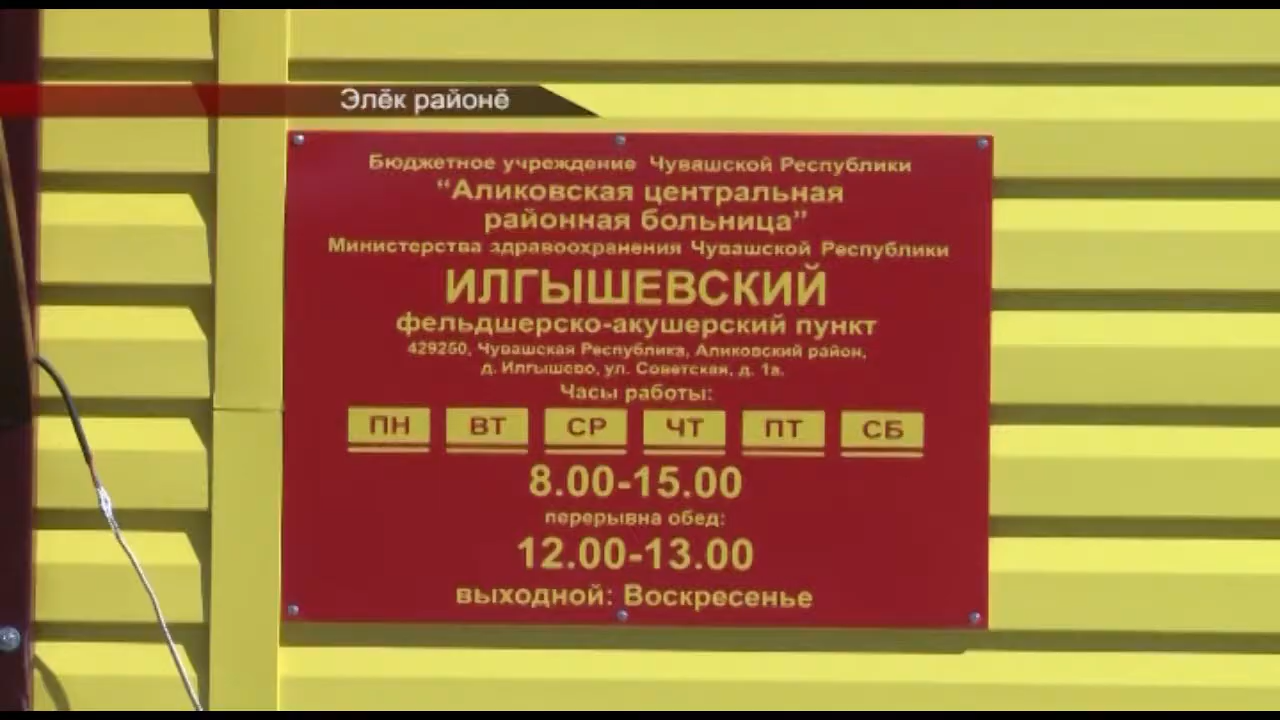 Элӗк районӗ
Бюджетное учреждение Чувашской Республики
“Аликовская центральная
районная больница”
Министерства здравоохранения Чувашской Республики
ИЛГЫШЕВСКИЙ
фельдшерско-акушерский пункт
429250, Чувашская Республика, Аликовский район,
д. Илгышево, ул. Советская, д. 1а.
Часы работы:
ПН ВТ СР ЧТ ПТ СБ
8.00-15.00
перерывна обед:
12.00-13.00
выходной: Воскресенье